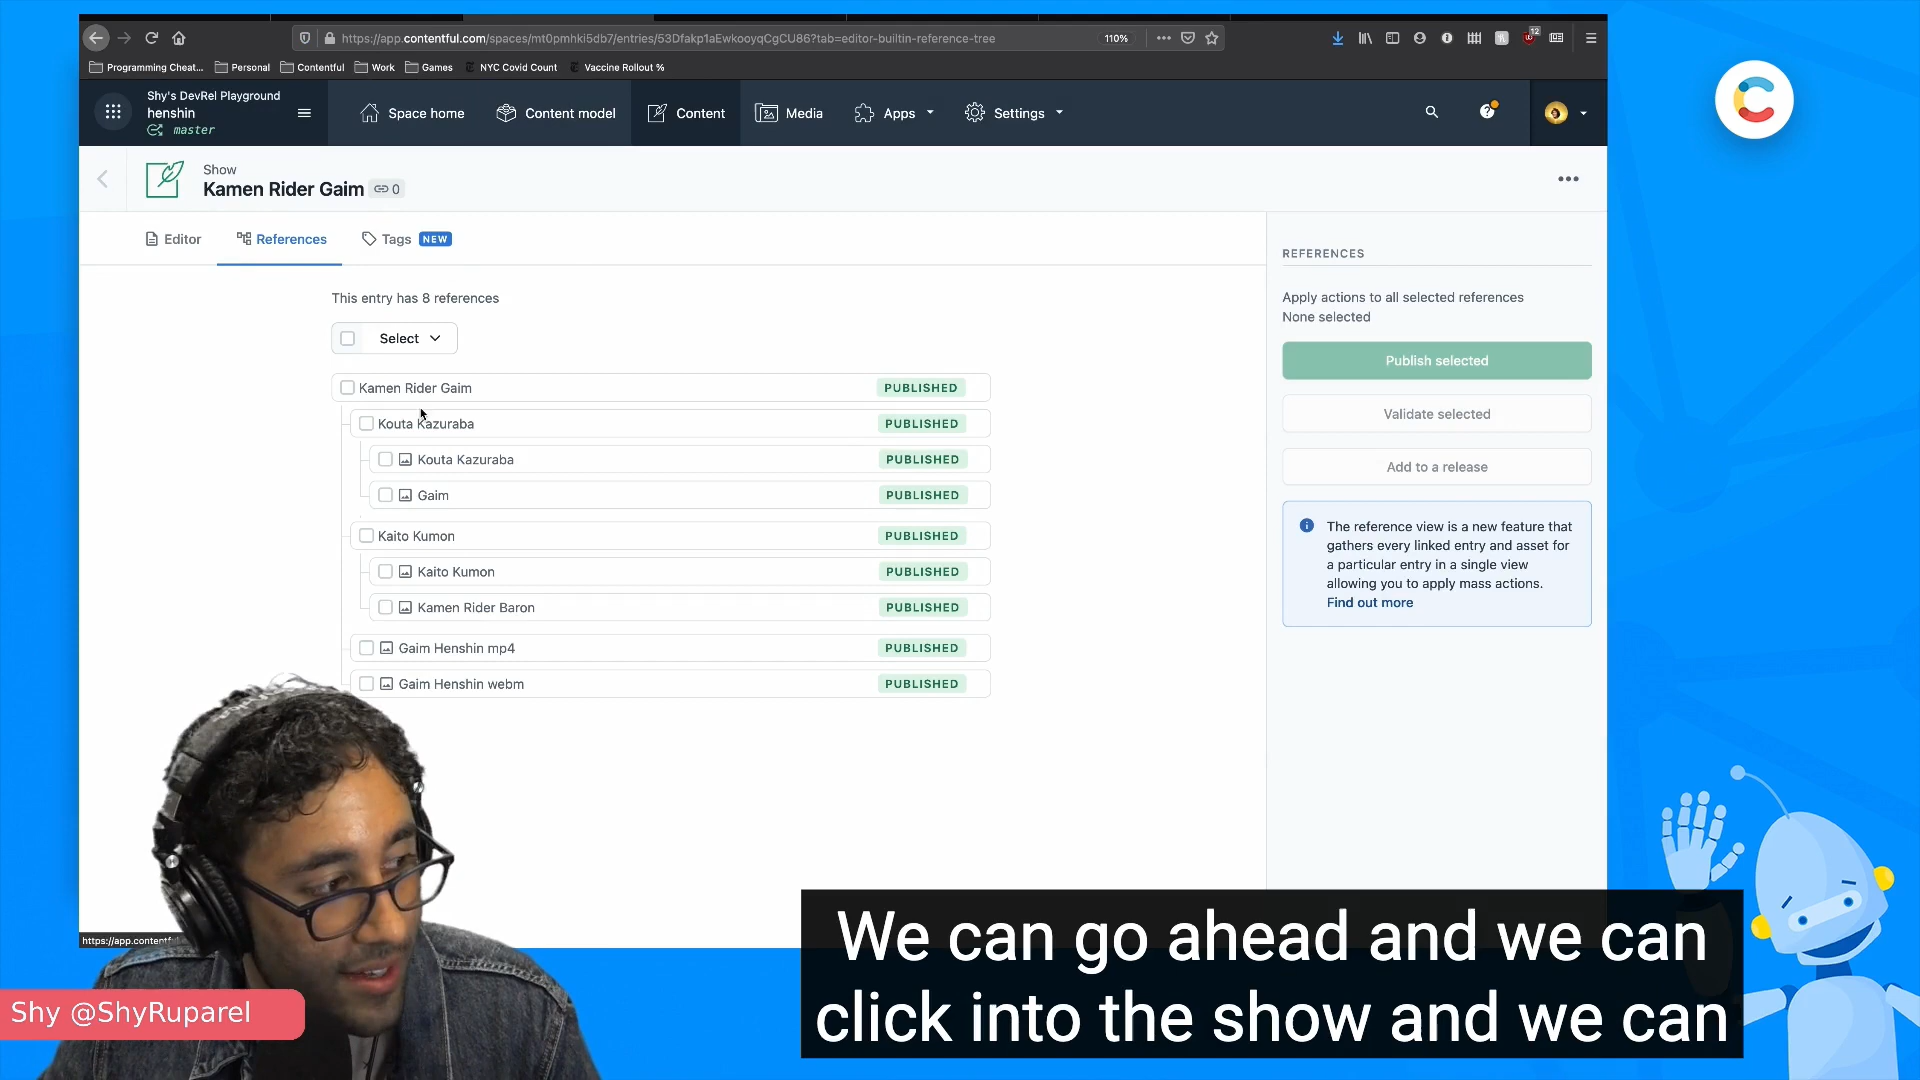 https://app.contentful.com/spaces/mt0pmhki5db7/entries/53Dfakp1aEwkooyqCgCU86?tab=editor-builtin-reference-tree
110%
12
Programming Cheat...
Personal
Contentful
Work
Games
NYC Covid Count
Vaccine Rollout %
Shy's DevRel Playground
henshin
master
Space home
Content model
Content
Media
Apps
Settings
Show
Kamen Rider Gaim
0
Editor
References
Tags
NEW
This entry has 8 references
Select
Kamen Rider Gaim PUBLISHED
Kouta Kazuraba PUBLISHED
Kouta Kazuraba PUBLISHED
Gaim PUBLISHED
Kaito Kumon PUBLISHED
Kaito Kumon PUBLISHED
Kamen Rider Baron PUBLISHED
Gaim Henshin mp4 PUBLISHED
Gaim Henshin webm PUBLISHED
REFERENCES
Apply actions to all selected references
None selected
Publish selected
Validate selected
Add to a release
The reference view is a new feature that
gathers every linked entry and asset for
a particular entry in a single view
allowing you to apply mass actions.
Find out more
https://app.contentf
Shy @ShyRuparel
We can go ahead and we can
click into the show and we can